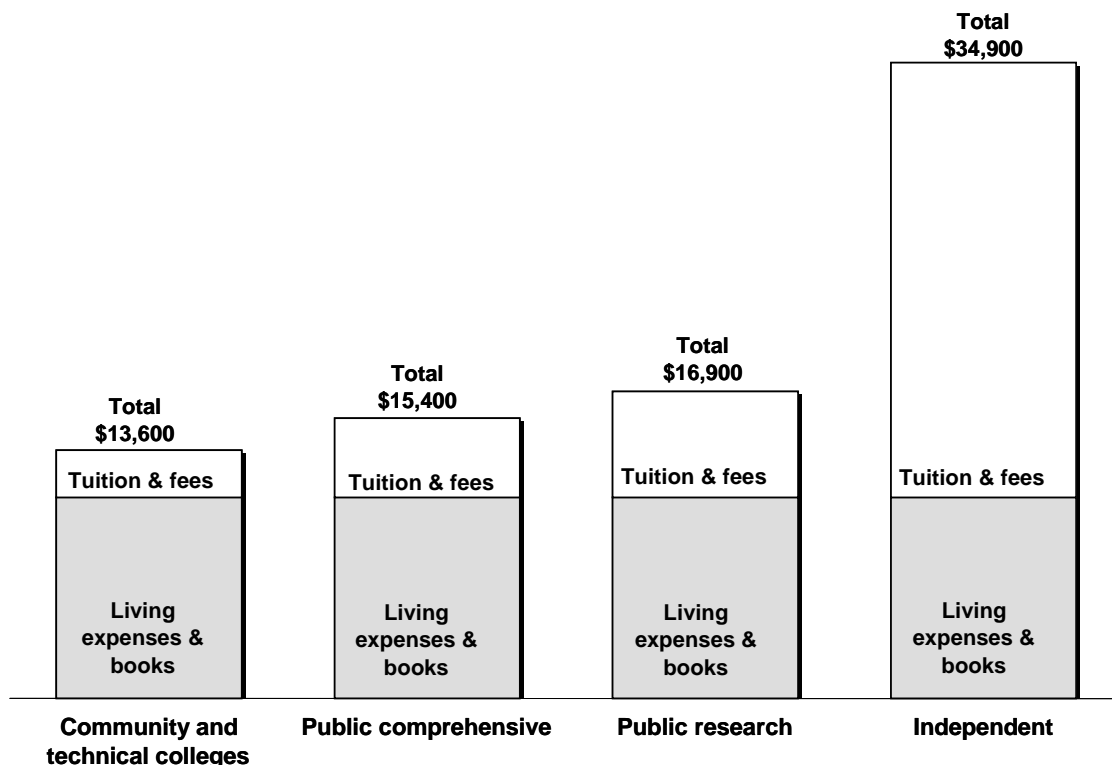 Total
$34,900
Total
$16,900
Total
$15,400
Total
$13,600
Tuition & fees
Tuition & fees
Tuition & fees
Tuition & fees
Living
expenses &
books
Living
expenses &
books
Living
expenses &
books
Living
expenses &
books
Community and
technical colleges
Public comprehensive
Public research
Independent